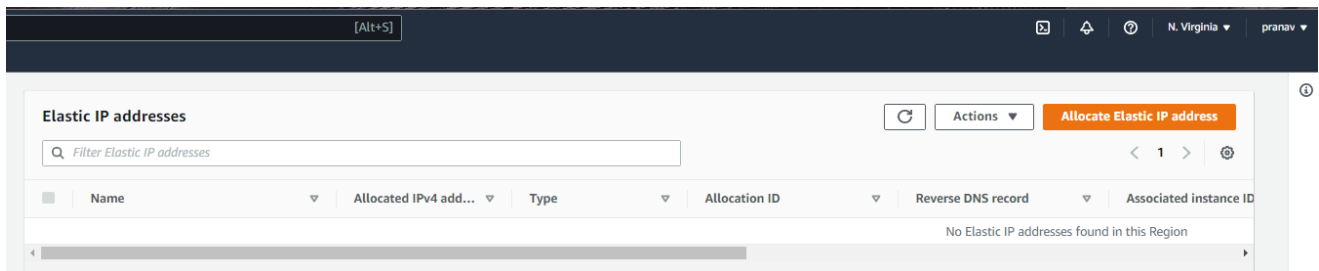 [Alt+S]
N. Virginia
pranav
Elastic IP addresses
Actions
Allocate Elastic IP address
Filter Elastic IP addresses
1
Name Allocated IPv4 add... Type Allocation ID Reverse DNS record Associated instance ID
No Elastic IP addresses found in this Region